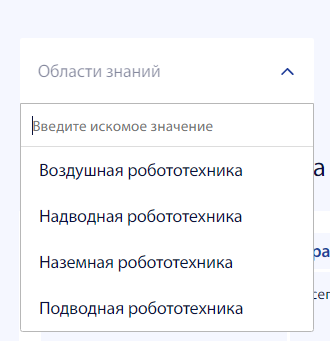 Области знаний
Введите искомое значение
Воздушная робототехника
Надводная робототехника
Наземная робототехника
Подводная робототехника